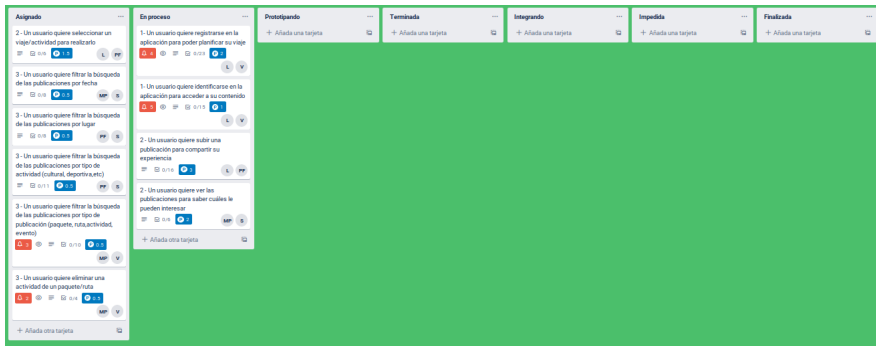 Asignado
2 - Un usuario quiere seleccionar un
viaje/actividad para realizarlo
0/6 1.5
L PF
3 - Un usuario quiere filtrar la búsqueda
de las publicaciones por fecha
0/8 0.5
MP S
3 - Un usuario quiere filtrar la búsqueda
de las publicaciones por lugar
0/8 0.5
PF S
3 - Un usuario quiere filtrar la búsqueda
de las publicaciones por tipo de
actividad (cultural, deportiva,etc)
0/11 0.5
PF S
3 - Un usuario quiere filtrar la búsqueda
de las publicaciones por tipo de
publicación (paquete, ruta,actividad,
evento)
3 0/10 0.5
MP V
3 - Un usuario quiere eliminar una
actividad de un paquete/ruta
0/4 0.5
MP V
+ Añada otra tarjeta
En proceso
1- Un usuario quiere registrarse en la
aplicación para poder planificar su viaje
4 0/23 2
L V
1- Un usuario quiere identificarse en la
aplicación para acceder a su contenido
5 0/15 1
L V
2 - Un usuario quiere subir una
publicación para compartir su
experiencia
0/16 3
L PF
2 - Un usuario quiere ver las
publicaciones para saber cuáles le
pueden interesar
0/6 2
MP S
+ Añada otra tarjeta
Prototipando
+ Añada una tarjeta
Terminada
+ Añada una tarjeta
Integrando
+ Añada una tarjeta
Impedida
+ Añada una tarjeta
Finalizada
+ Añada una tarjeta